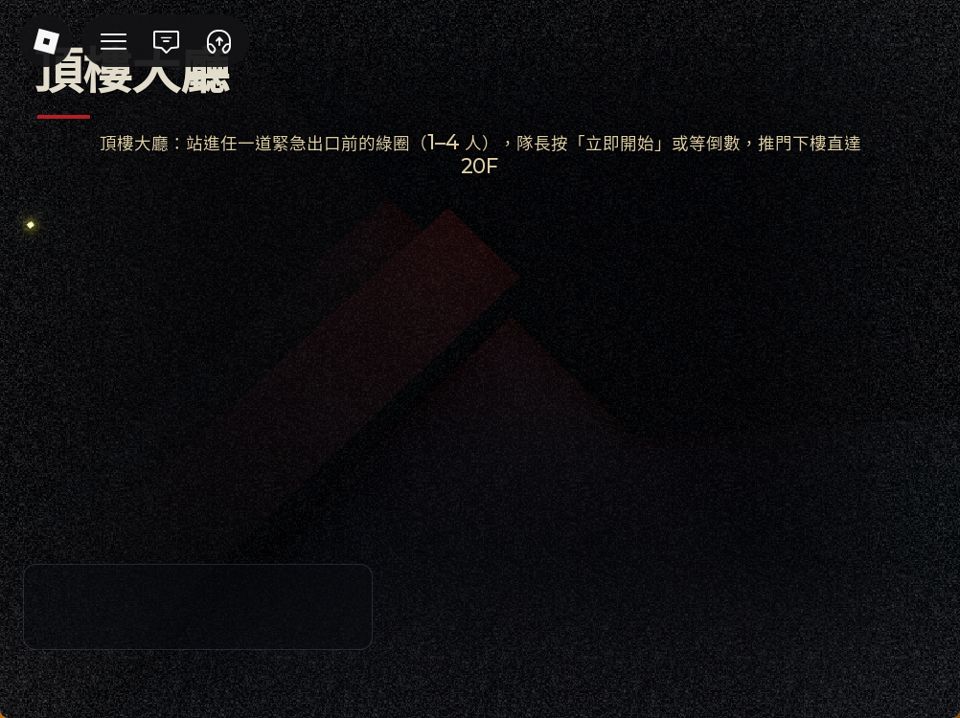 頂樓大廳
頂樓大廳：站進任一道緊急出口前的綠圈（1–4 人），隊長按「立即開始」或等倒數，推門下樓直達
20F